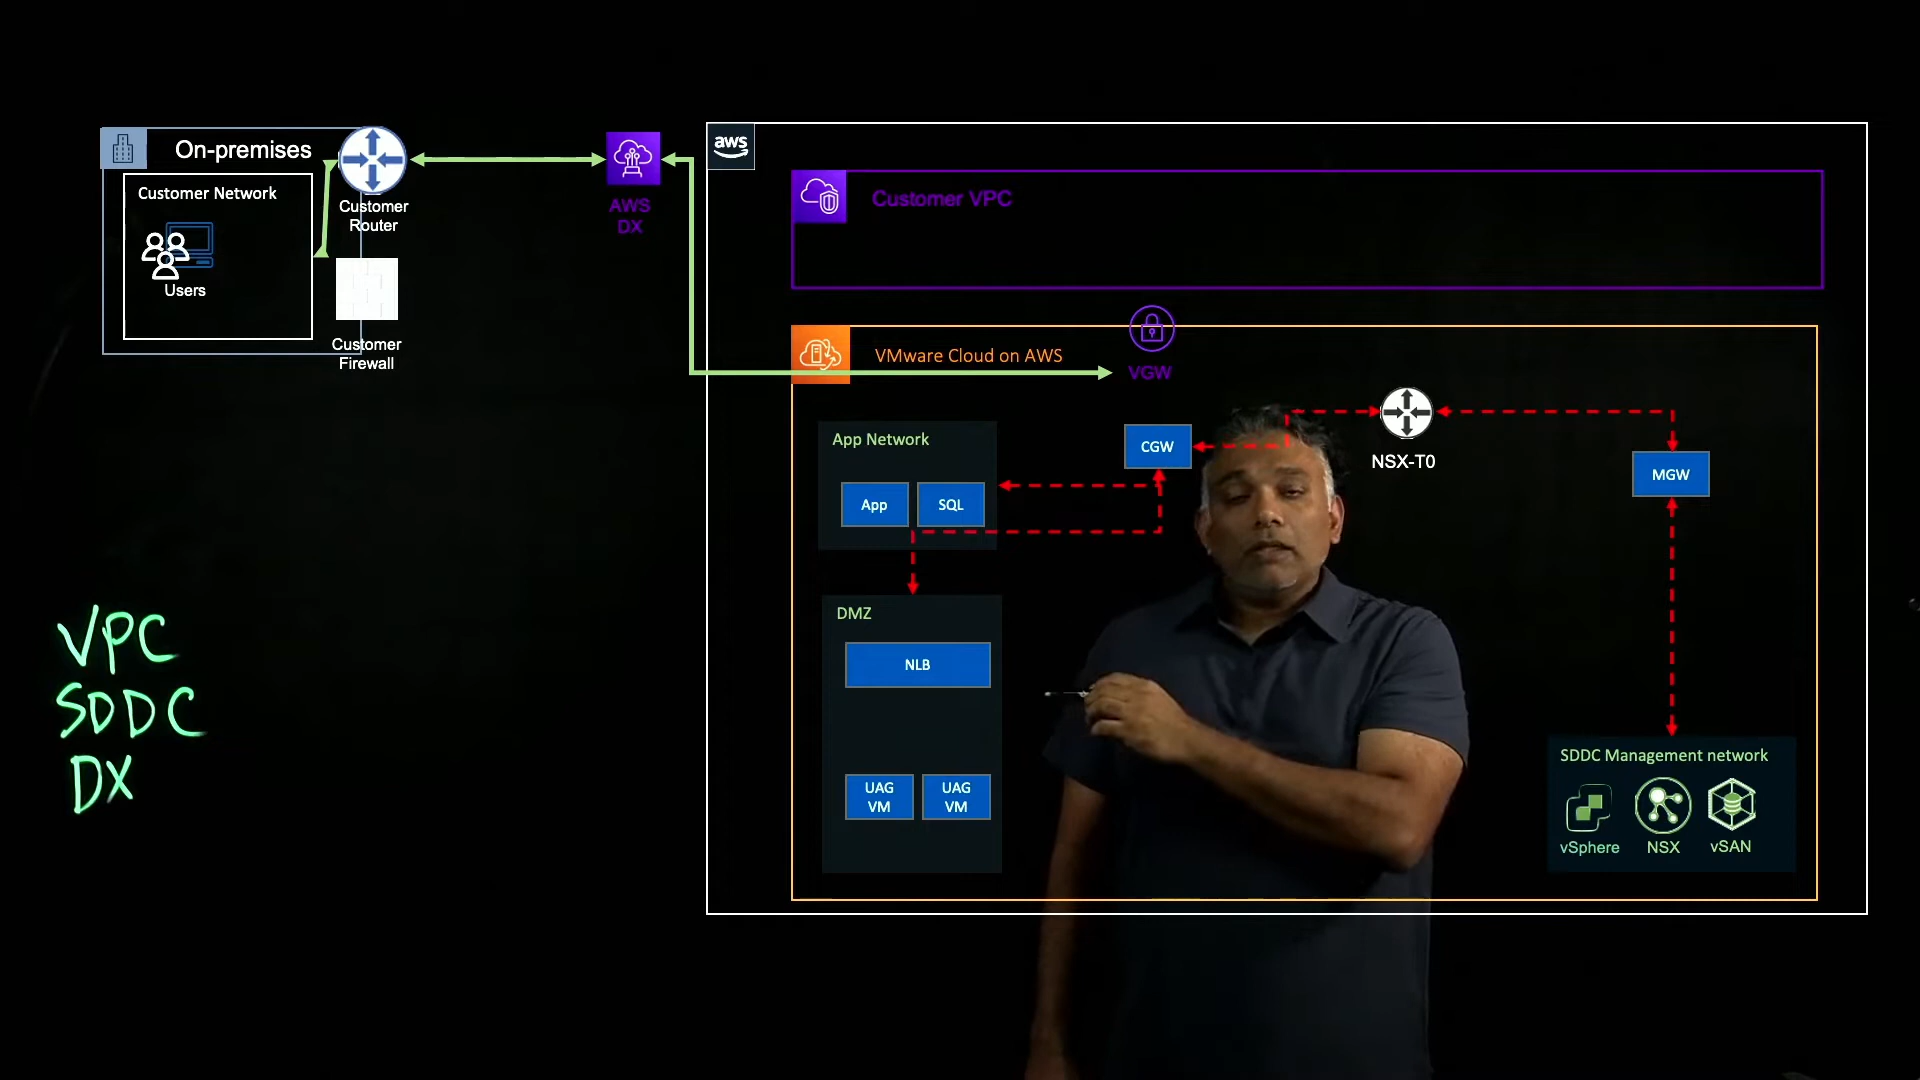 On-premises
Customer Network
Users
Customer
Router
Customer
Firewall
AWS
DX
aws
Customer VPC
VMware Cloud on AWS
VGW
App Network
App
SQL
CGW
NSX-T0
MGW
DMZ
NLB
UAG
VM
UAG
VM
SDDC Management network
vSphere
NSX
vSAN
VPC
SDDC
DX